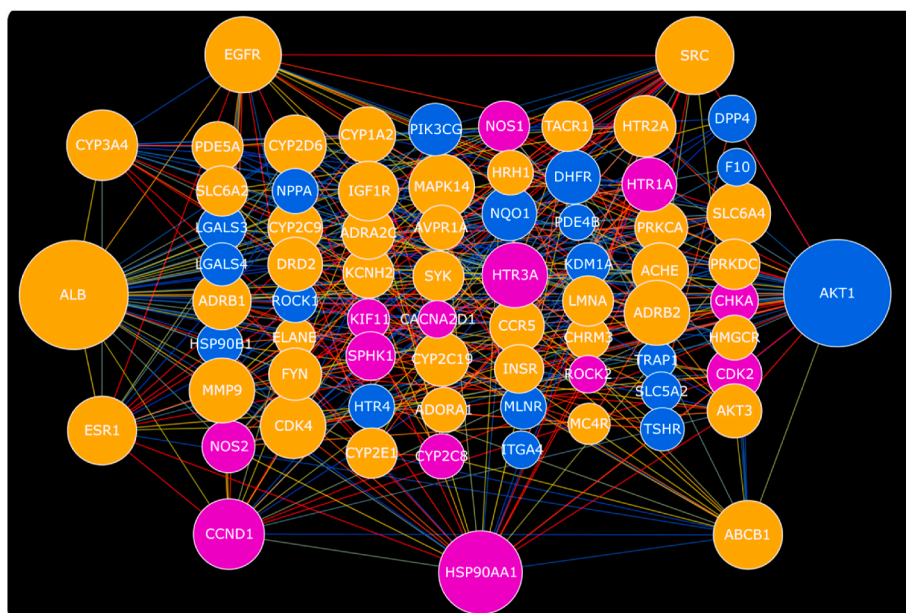 EGFR
SRC
CYP3A4
PDE5A
CYP2D6
CYP1A2
PIK3CG
NOS1
TACR1
HTR2A
DPP4
F10
SLC6A2
NPPA
IGF1R
MAPK14
HRH1
DHFR
HTR1A
LGALS3
CYP2C9
ADRA2C
AVPR1A
NQO1
PDE4B
PRKCA
SLC6A4
LGALS4
DRD2
KCNH2
SYK
HTR3A
KDM1A
ACHE
PRKDC
ALB
ADRB1
ROCK1
LMNA
CHKA
AKT1
KIF11
CACNA2D1
CCR5
ADRB2
HSP90B1
ELANE
SPHK1
CYP2C19
CHRM3
TRAP1
HMGCR
MMP9
FYN
INSR
ROCK2
SLC5A2
CDK2
ESR1
CDK4
HTR4
ADORA1
MLNR
MC4R
TSHR
AKT3
NOS2
CYP2E1
CYP2C8
ITGA4
CCND1
HSP90AA1
ABCB1